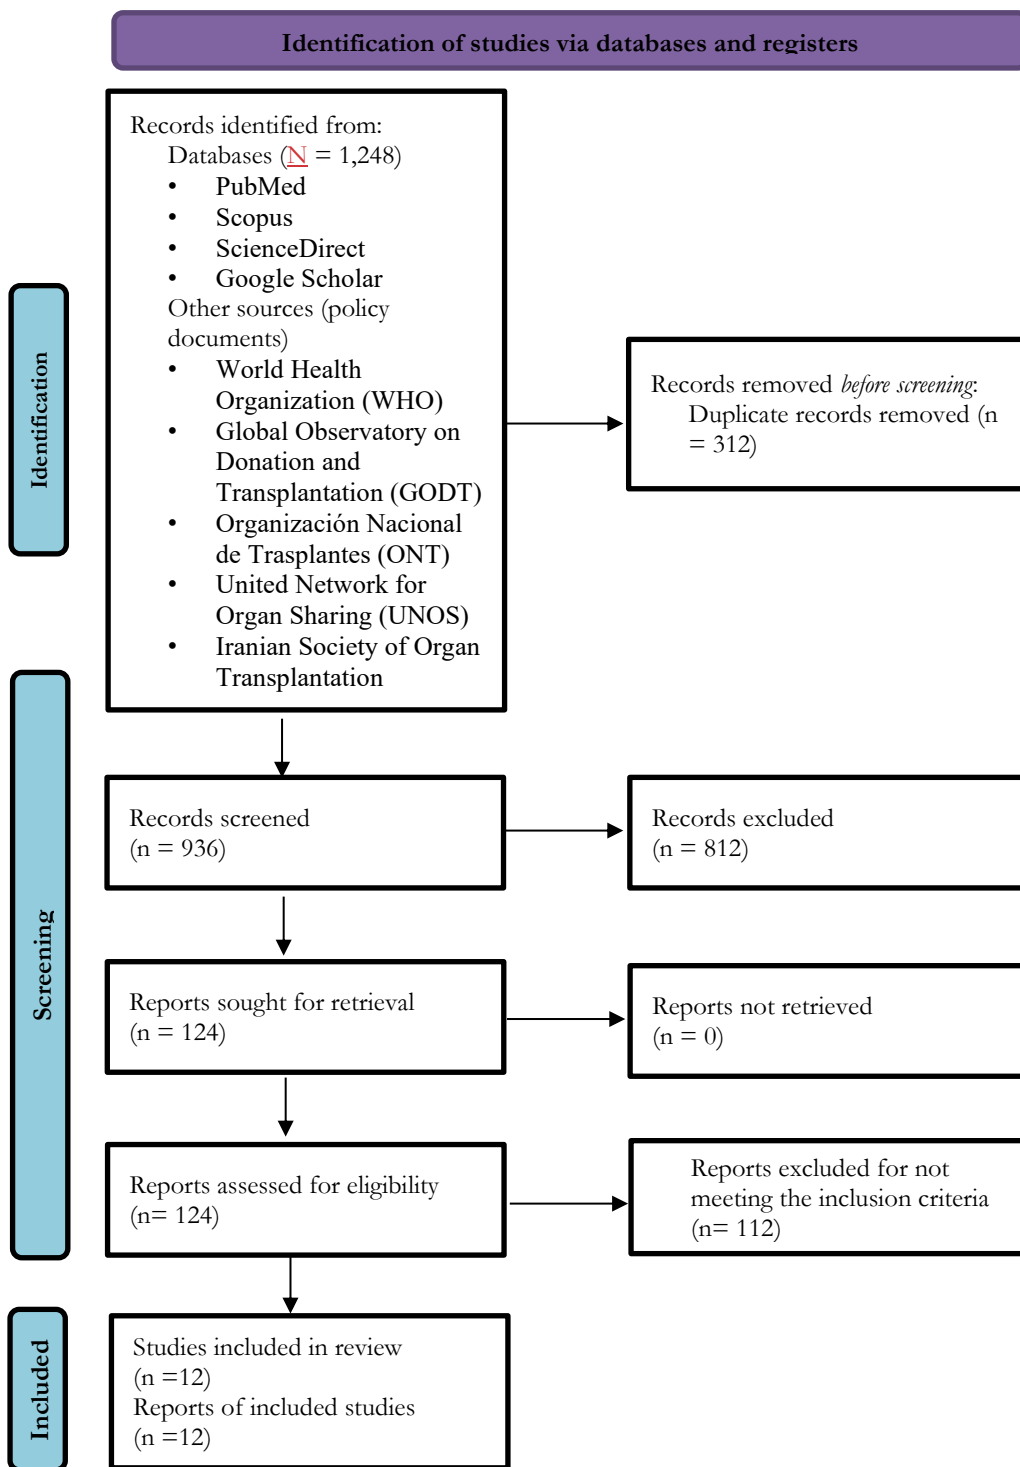 Identification of studies via databases and registers
Identification
Records identified from:
Databases (N = 1,248)
• PubMed
• Scopus
• ScienceDirect
• Google Scholar
Other sources (policy
documents)
• World Health
Organization (WHO)
• Global Observatory on
Donation and
Transplantation (GODT)
• Organización Nacional
de Trasplantes (ONT)
• United Network for
Organ Sharing (UNOS)
• Iranian Society of Organ
Transplantation
Records removed before screening:
Duplicate records removed (n
= 312)
Screening
Records screened
(n = 936)
Records excluded
(n = 812)
Reports sought for retrieval
(n = 124)
Reports not retrieved
(n = 0)
Reports assessed for eligibility
(n= 124)
Reports excluded for not
meeting the inclusion criteria
(n= 112)
Included
Studies included in review
(n =12)
Reports of included studies
(n =12)